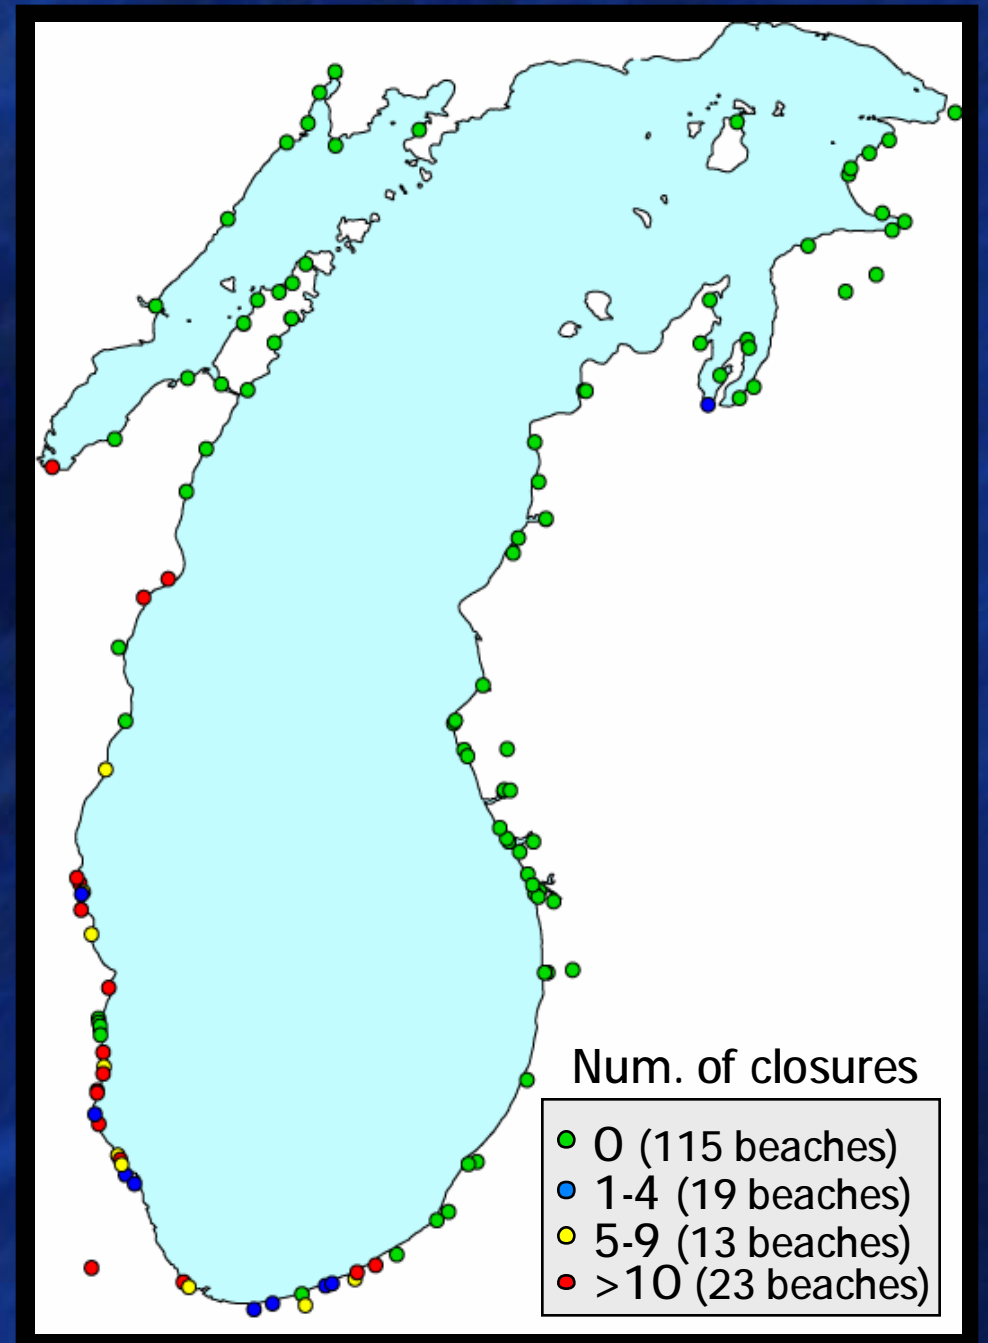 Num. of closures
0 (115 beaches)
1-4 (19 beaches)
5-9 (13 beaches)
>10 (23 beaches)